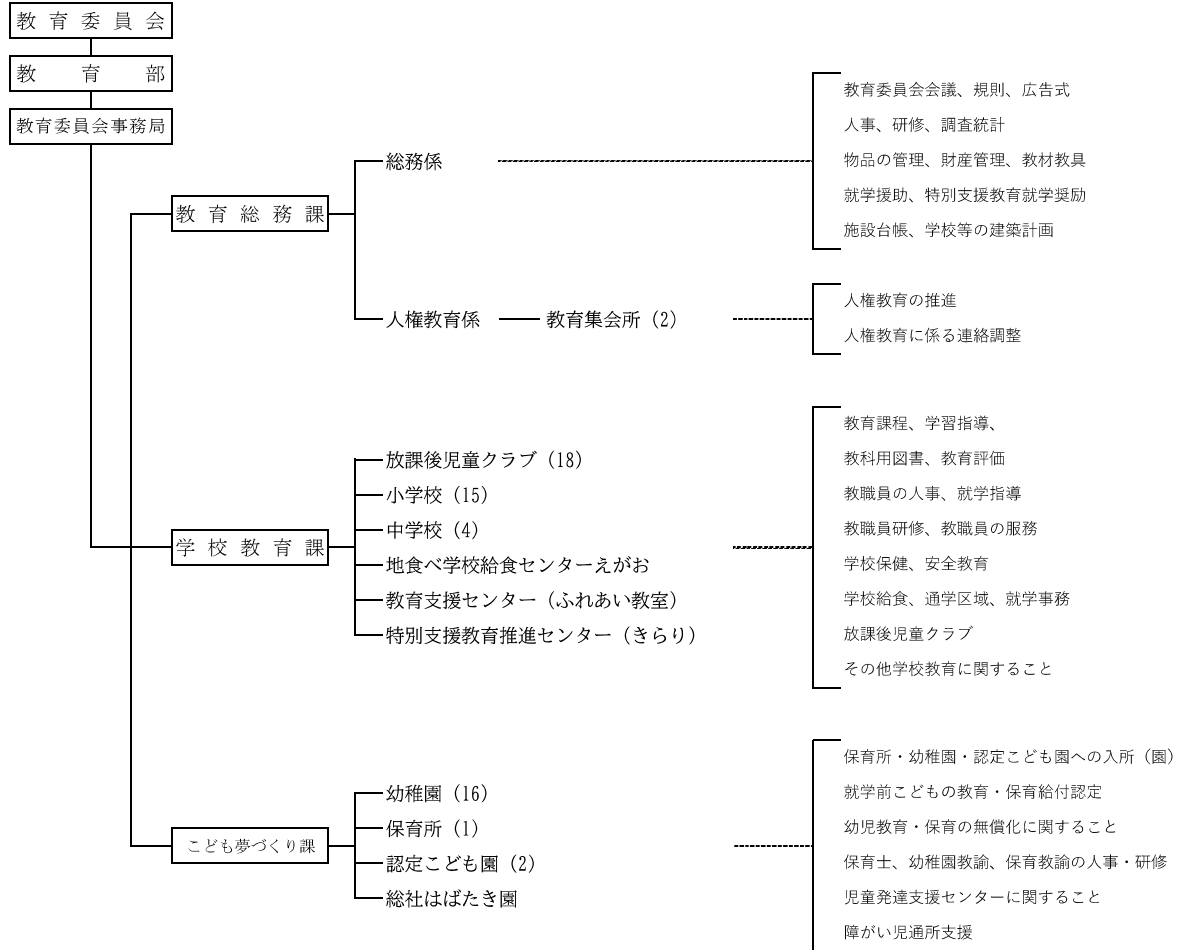 教育委員会
教育部
教育委員会事務局
教育総務課
総務係
教育委員会会議、規則、広告式
人事、研修、調査統計
物品の管理、財産管理、教材教具
就学援助、特別支援教育就学奨励
施設台帳、学校等の建築計画
人権教育係
教育集会所（2）
人権教育の推進
人権教育に係る連絡調整
学校教育課
放課後児童クラブ（18）
小学校（15）
中学校（4）
地食べ学校給食センターえがお
教育支援センター（ふれあい教室）
特別支援教育推進センター（きらり）
教育課程、学習指導、
教科用図書、教育評価
教職員の人事、就学指導
教職員研修、教職員の服務
学校保健、安全教育
学校給食、通学区域、就学事務
放課後児童クラブ
その他学校教育に関すること
こども夢づくり課
幼稚園（16）
保育所（1）
認定こども園（2）
総社はばたき園
保育所・幼稚園・認定こども園への入所（園）
就学前こどもの教育・保育給付認定
幼児教育・保育の無償化に関すること
保育士、幼稚園教諭、保育教諭の人事・研修
児童発達支援センターに関すること
障がい児通所支援